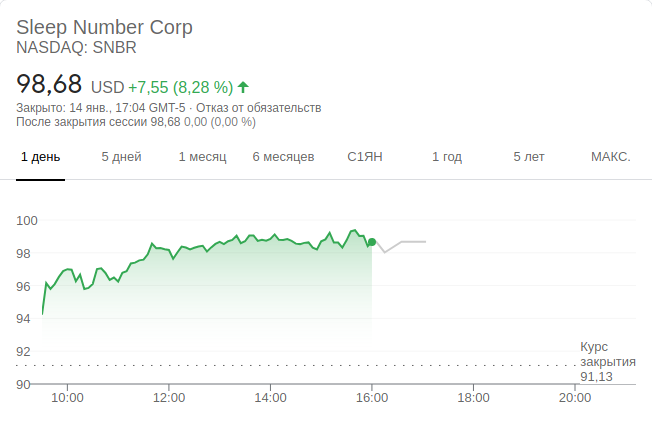 Sleep Number Corp
NASDAQ: SNBR
98,68 USD +7,55 (8,28 %)
Закрыто: 14 янв., 17:04 GMT-5 · Отказ от обязательств
После закрытия сессии 98,68 0,00 (0,00 %)
1 день 5 дней 1 месяц 6 месяцев С1ЯН 1 год 5 лет МАКС.
100
98
96
94
92
Курс
закрытия
91,13
90
10:00 12:00 14:00 16:00 18:00 20:00